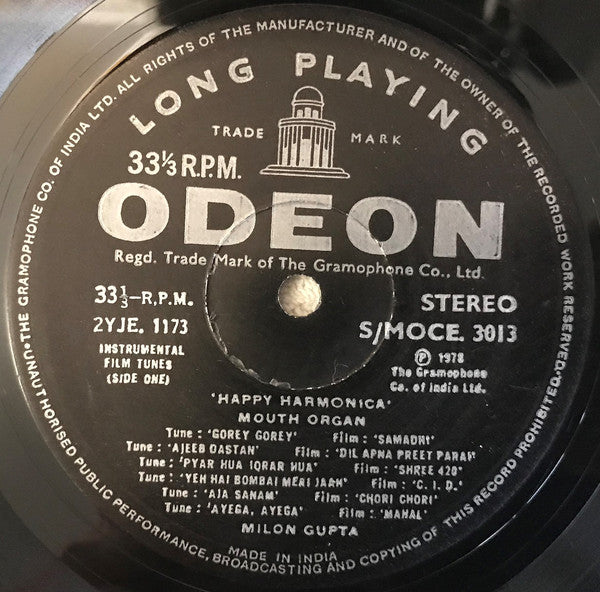 UNAUTHORISED PUBLIC PERFORMANCE, BROADCASTING AND COPYING OF THIS RECORD PROHIBITED • THE GRAMOPHONE CO. OF INDIA LTD. ALL RIGHTS OF THE MANUFACTURER AND OF THE OWNER OF THE RECORDED WORK RESERVED.
LONG PLAYING
TRADE MARK
33⅓ R.P.M.
ODEON
Regd. Trade Mark of The Gramophone Co., Ltd.
33⅓-R.P.M.
2YJE. 1173
INSTRUMENTAL
FILM TUNES
(SIDE ONE)
STEREO
S/MOCE. 3013
Ⓟ 1978
The Gramophone
Co. of India Ltd.
'HAPPY HARMONICA'
MOUTH ORGAN
Tune : 'GOREY GOREY' Film : 'SAMADHI'
Tune : 'AJEEB DASTAN' Film : 'DIL APNA PREET PARAI'
Tune : 'PYAR HUA IQRAR HUA' Film : 'SHREE 420'
Tune : 'YEH HAI BOMBAI MERI JAAN' Film : 'C. I. D.'
Tune : 'AJA SANAM' Film : 'CHORI CHORI'
Tune : 'AYEGA, AYEGA' Film : 'MAHAL'
MILON GUPTA
MADE IN INDIA